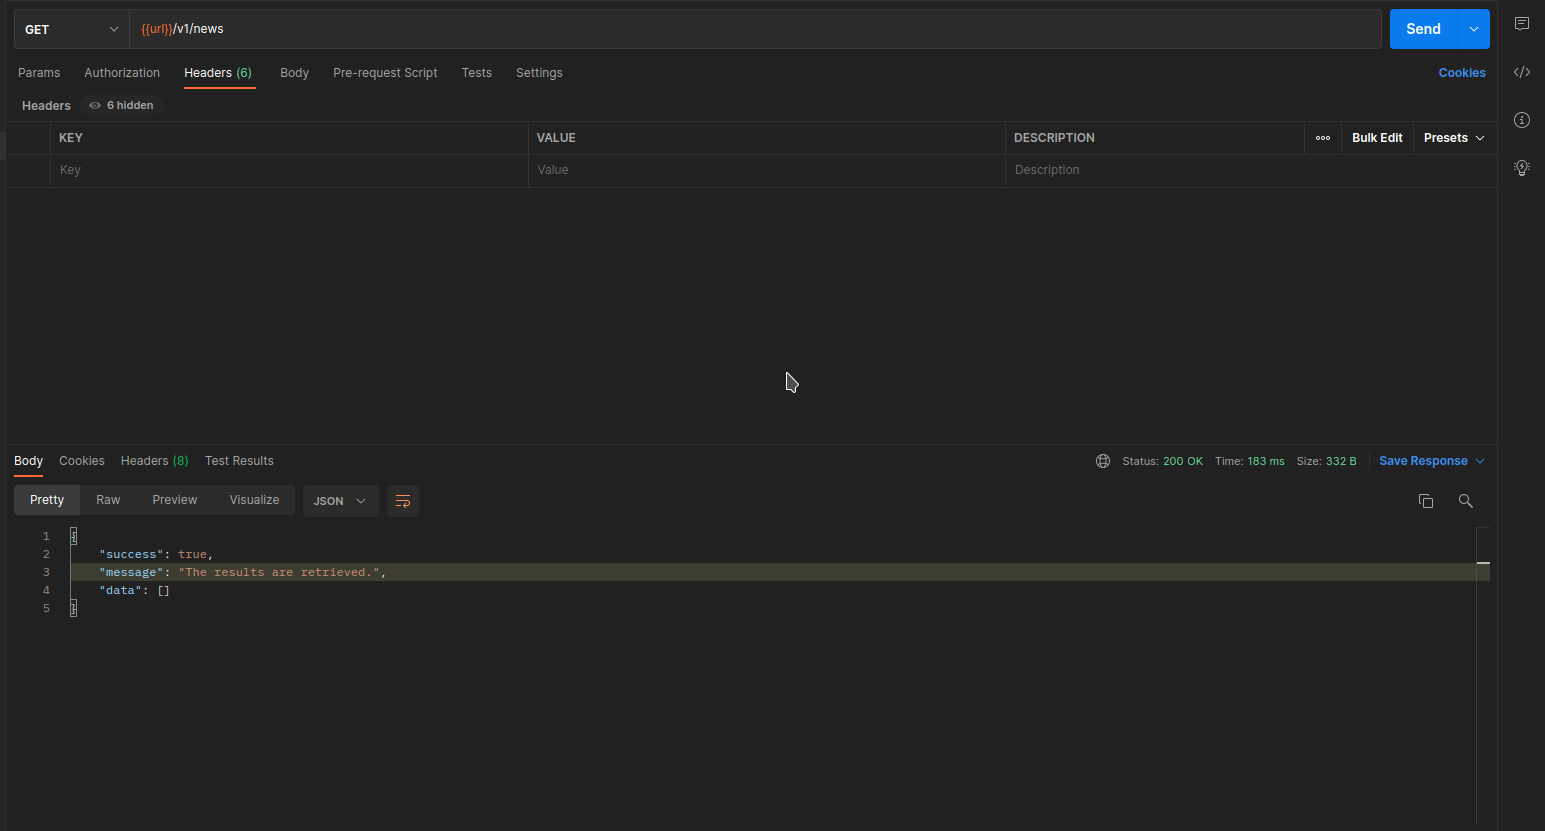 GET {{url}}/v1/news Send
Params Authorization Headers (6) Body Pre-request Script Tests Settings Cookies
Headers 6 hidden
KEY VALUE DESCRIPTION ooo Bulk Edit Presets
Key Value Description
Body Cookies Headers (8) Test Results Status: 200 OK Time: 183 ms Size: 332 B Save Response
Pretty Raw Preview Visualize JSON
1 {
2 "success": true,
3 "message": "The results are retrieved.",
4 "data": []
5 }